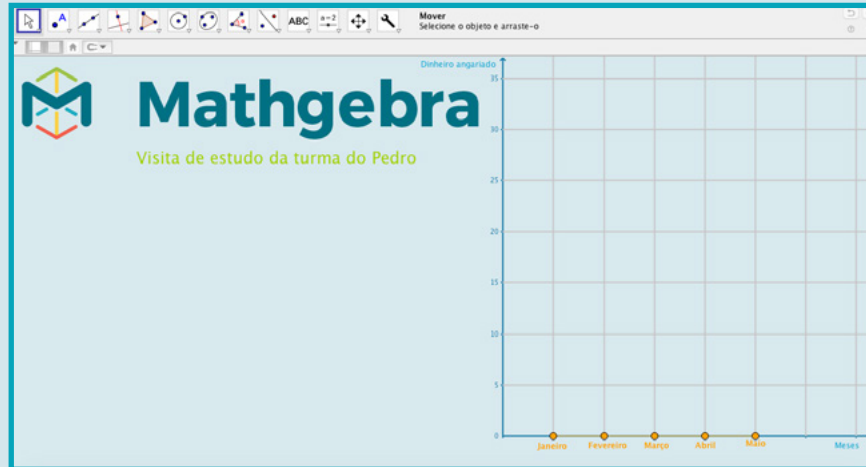 ABC
a=2
Mover
Selecione o objeto e arraste-o
Mathgebra
Visita de estudo da turma do Pedro
Dinheiro angariado
35
30
25
20
15
10
5
0
Janeiro Fevereiro Março Abril Maio Meses